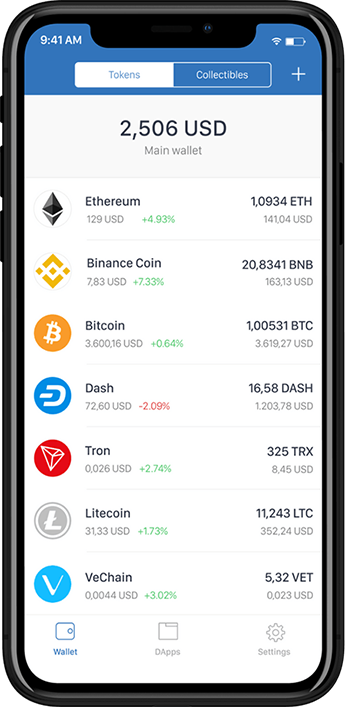 9:41 AM
Tokens Collectibles +
2,506 USD
Main wallet
Ethereum 1,0934 ETH
129 USD +4.93% 141,04 USD
Binance Coin 20,8341 BNB
7,83 USD +7.33% 163,13 USD
Bitcoin 1,00531 BTC
3.600,16 USD +0.64% 3.619,27 USD
Dash 16,58 DASH
72,60 USD -2.09% 1.203,78 USD
Tron 325 TRX
0,026 USD +2.74% 8,45 USD
Litecoin 11,243 LTC
31,33 USD +1.73% 352,24 USD
VeChain 5,32 VET
0,0044 USD +3.02% 0,023 USD
Wallet DApps Settings